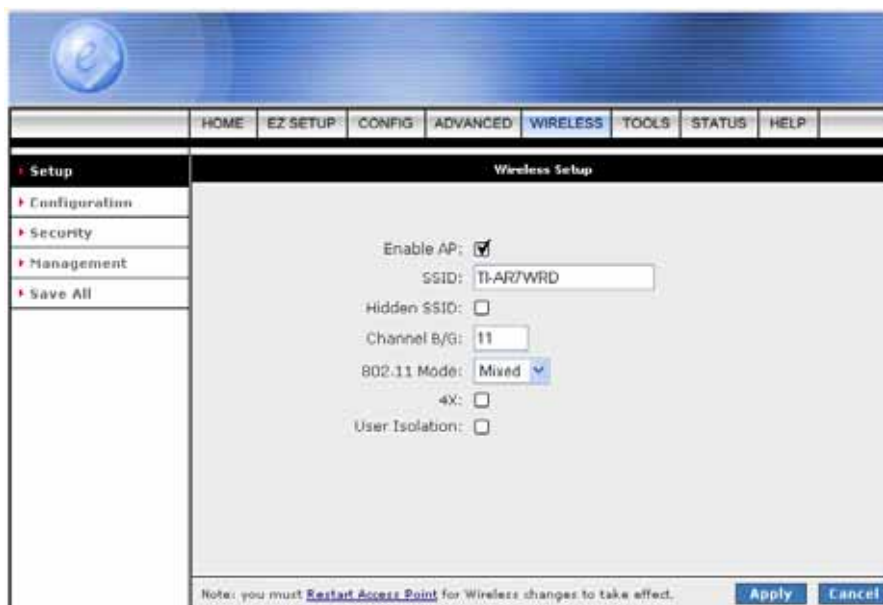 e
HOME EZ SETUP CONFIG ADVANCED WIRELESS TOOLS STATUS HELP
Setup
Configuration
Security
Management
Save All
Wireless Setup
Enable AP:
SSID: TI-AR7WRD
Hidden SSID:
Channel B/G: 11
802.11 Mode: Mixed
4X:
User Isolation:
Note: you must Restart Access Point for Wireless changes to take effect. Apply Cancel